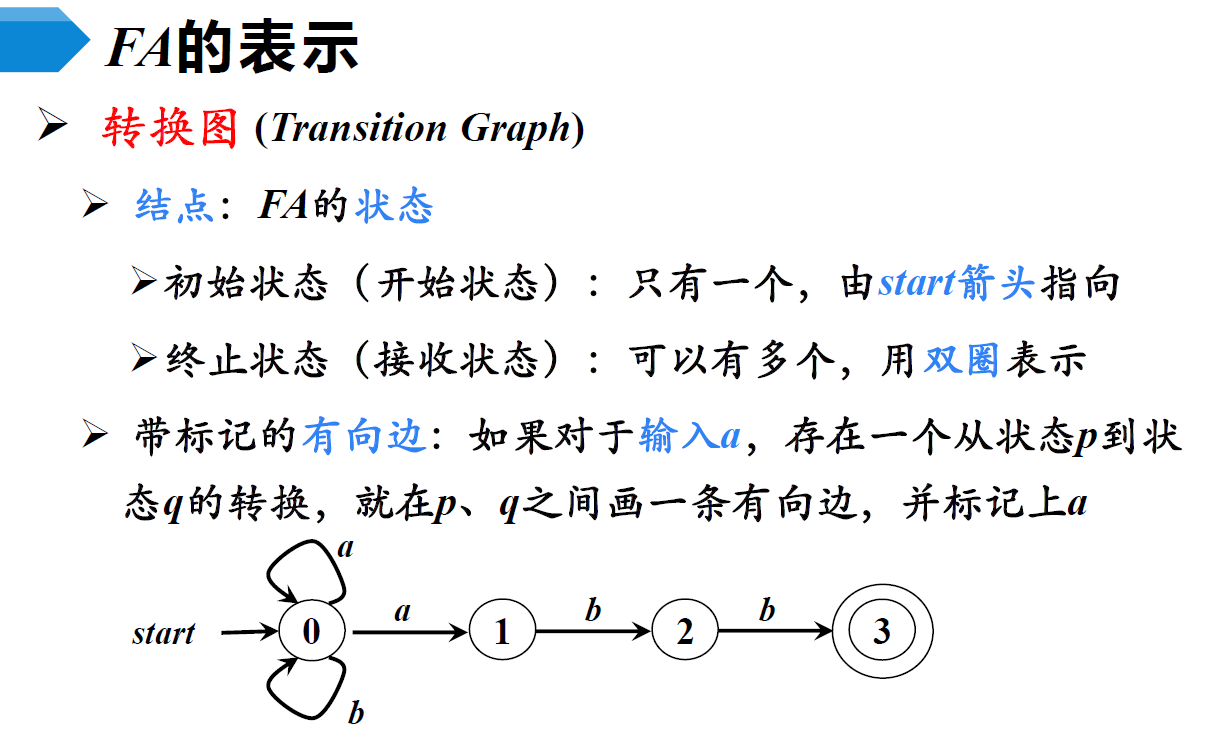 FA的表示
➢ 转换图 (Transition Graph)
➢ 结点：FA的状态
➢初始状态（开始状态）：只有一个，由start箭头指向
➢终止状态（接收状态）：可以有多个，用双圈表示
➢ 带标记的有向边：如果对于输入a，存在一个从状态p到状
态q的转换，就在p、q之间画一条有向边，并标记上a
a
start 0 a 1 b 2 b 3
b